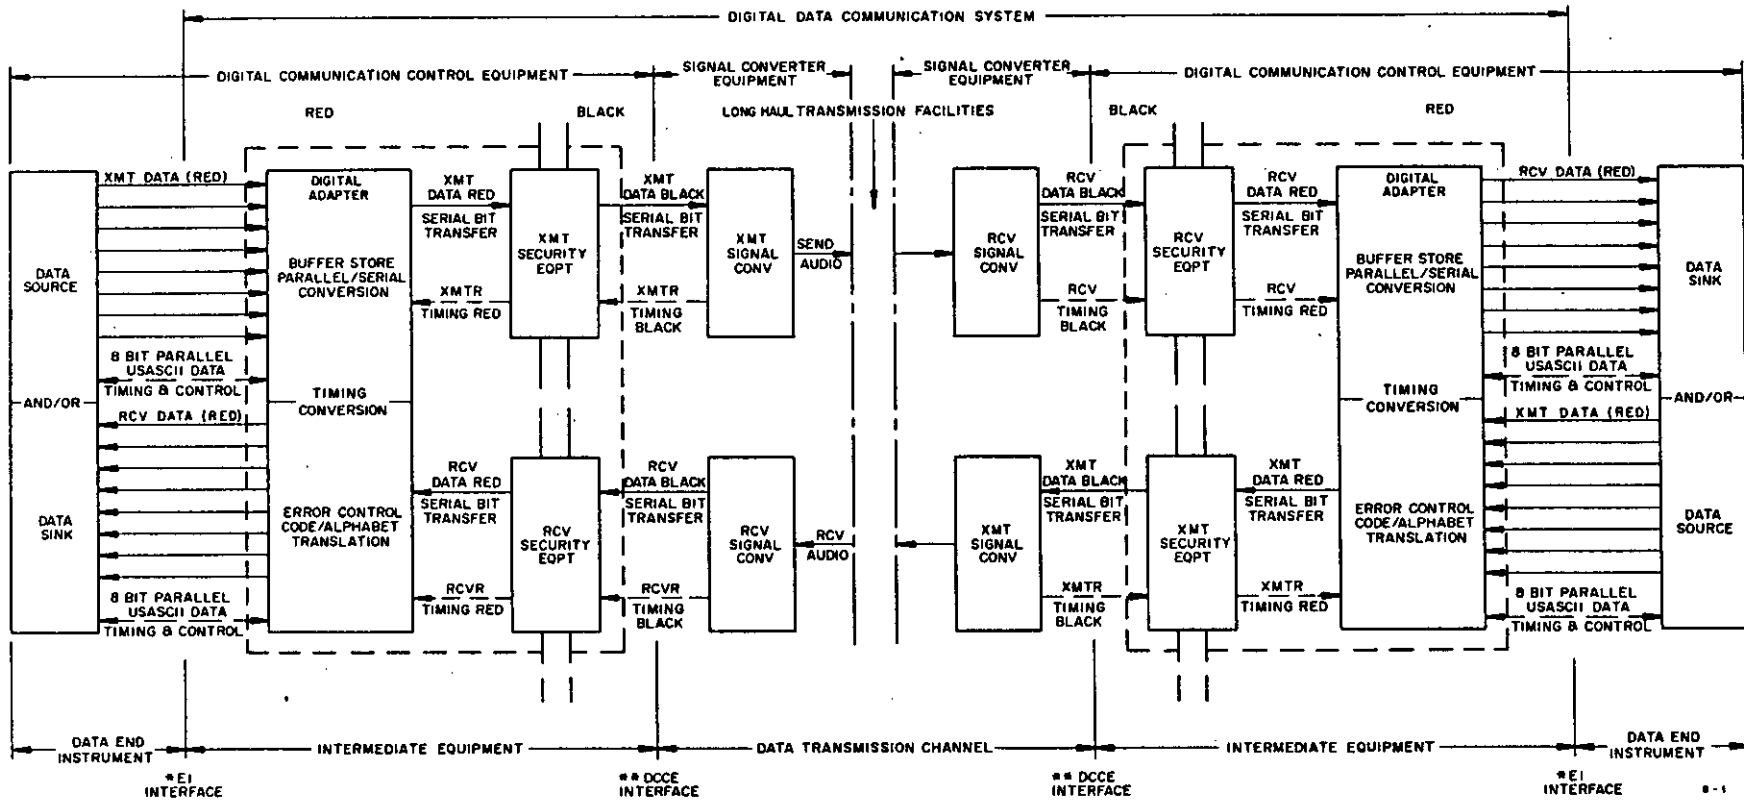 DIGITAL DATA COMMUNICATION SYSTEM
DIGITAL COMMUNICATION CONTROL EQUIPMENT
SIGNAL CONVERTER
EQUIPMENT
SIGNAL CONVERTER
EQUIPMENT
DIGITAL COMMUNICATION CONTROL EQUIPMENT
RED
BLACK
LONG HAUL TRANSMISSION FACILITIES
BLACK
RED
DATA
SOURCE
AND/OR
DATA
SINK
XMT DATA (RED)
8 BIT PARALLEL
USASCII DATA
TIMING & CONTROL
RCV DATA (RED)
8 BIT PARALLEL
USASCII DATA
TIMING & CONTROL
DIGITAL
ADAPTER
BUFFER STORE
PARALLEL/SERIAL
CONVERSION
TIMING
CONVERSION
ERROR CONTROL
CODE/ALPHABET
TRANSLATION
XMT
DATA RED
SERIAL BIT
TRANSFER
XMTR
TIMING RED
RCV
DATA RED
SERIAL BIT
TRANSFER
RCVR
TIMING RED
XMT
SECURITY
EQPT
RCV
SECURITY
EQPT
XMT
DATA BLACK
SERIAL BIT
TRANSFER
XMTR
TIMING
BLACK
RCV
DATA BLACK
SERIAL BIT
TRANSFER
RCVR
TIMING
BLACK
XMT
SIGNAL
CONV
RCV
SIGNAL
CONV
SEND
AUDIO
RCV
AUDIO
RCV
SIGNAL
CONV
XMT
SIGNAL
CONV
RCV
DATA BLACK
SERIAL BIT
TRANSFER
RCV
TIMING
BLACK
XMT
DATA BLACK
SERIAL BIT
TRANSFER
XMTR
TIMING
BLACK
RCV
SECURITY
EQPT
XMT
SECURITY
EQPT
RCV
DATA RED
SERIAL BIT
TRANSFER
RCV
TIMING RED
XMT
DATA RED
SERIAL BIT
TRANSFER
XMTR
TIMING RED
DIGITAL
ADAPTER
BUFFER STORE
PARALLEL/SERIAL
CONVERSION
TIMING
CONVERSION
ERROR CONTROL
CODE/ALPHABET
TRANSLATION
RCV DATA (RED)
8 BIT PARALLEL
USASCII DATA
TIMING & CONTROL
XMT DATA (RED)
8 BIT PARALLEL
USASCII DATA
TIMING & CONTROL
DATA
SINK
AND/OR
DATA
SOURCE
DATA END
INSTRUMENT
INTERMEDIATE EQUIPMENT
DATA TRANSMISSION CHANNEL
INTERMEDIATE EQUIPMENT
DATA END
INSTRUMENT
*EI
INTERFACE
**DCCE
INTERFACE
**DCCE
INTERFACE
*EI
INTERFACE